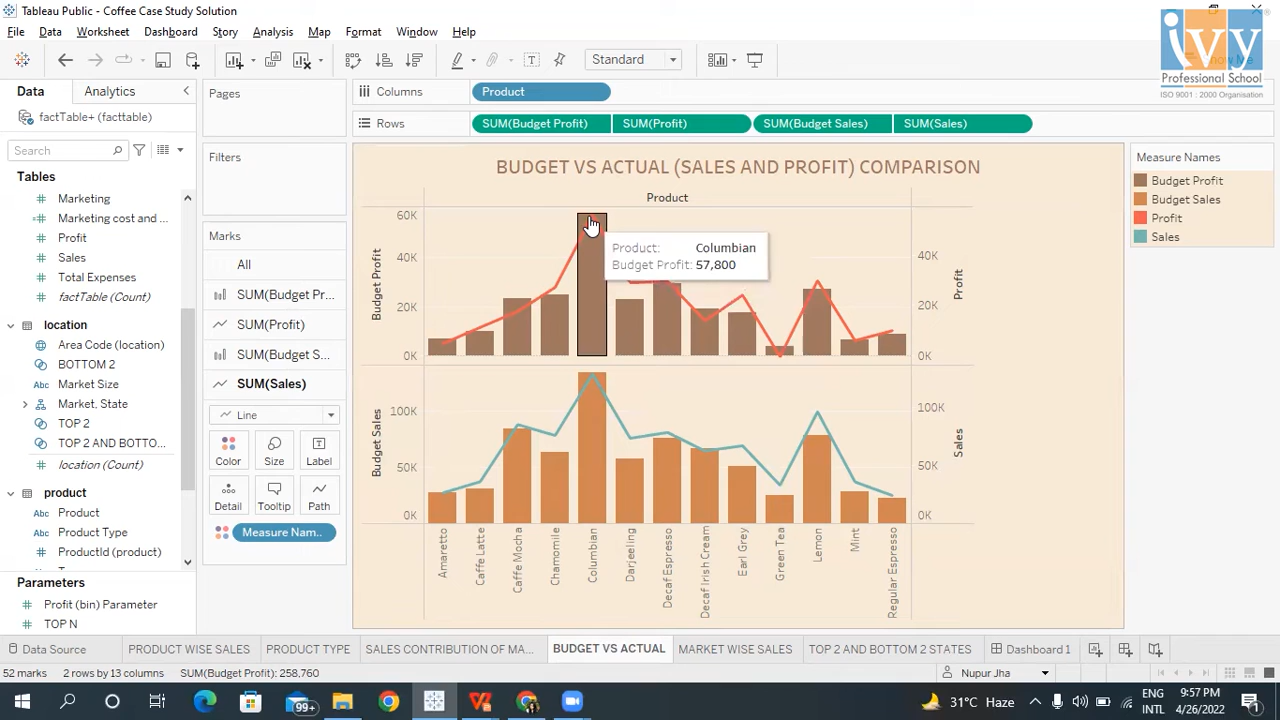 Tableau Public - Coffee Case Study Solution
File Data Worksheet Dashboard Story Analysis Map Format Window Help
Standard
ivy
Professional School
ISO 9001 : 2000 Organisation
Data Analytics
factTable+ (facttable)
Search
Tables
Marketing
Marketing cost and ...
Profit
Sales
Total Expenses
factTable (Count)
location
Area Code (location)
BOTTOM 2
Market Size
Market, State
TOP 2
TOP 2 AND BOTTO...
location (Count)
product
Product
Product Type
ProductId (product)
Parameters
Profit (bin) Parameter
TOP N
Pages
Filters
Marks
All
SUM(Budget Pr...
SUM(Profit)
SUM(Budget S...
SUM(Sales)
Line
Color Size Label
Detail Tooltip Path
Measure Nam..
Columns Product
Rows SUM(Budget Profit) SUM(Profit) SUM(Budget Sales) SUM(Sales)
BUDGET VS ACTUAL (SALES AND PROFIT) COMPARISON
Product
Budget Profit
60K
40K
20K
0K
Product: Columbian
Budget Profit: 57,800
40K
20K
0K
Profit
Budget Sales
100K
50K
0K
100K
50K
0K
Sales
Amaretto
Caffe Latte
Caffe Mocha
Chamomile
Columbian
Darjeeling
Decaf Espresso
Decaf Irish Cream
Earl Grey
Green Tea
Lemon
Mint
Regular Espresso
Measure Names
Budget Profit
Budget Sales
Profit
Sales
Data Source PRODUCT WISE SALES PRODUCT TYPE SALES CONTRIBUTION OF MA... BUDGET VS ACTUAL MARKET WISE SALES TOP 2 AND BOTTOM 2 STATES Dashboard 1
52 marks 2 rows by 13 columns SUM(Budget Profit): 258,760 Nupur Jha
99+
31°C Haze
ENG
INTL
9:57 PM
4/26/2022
1